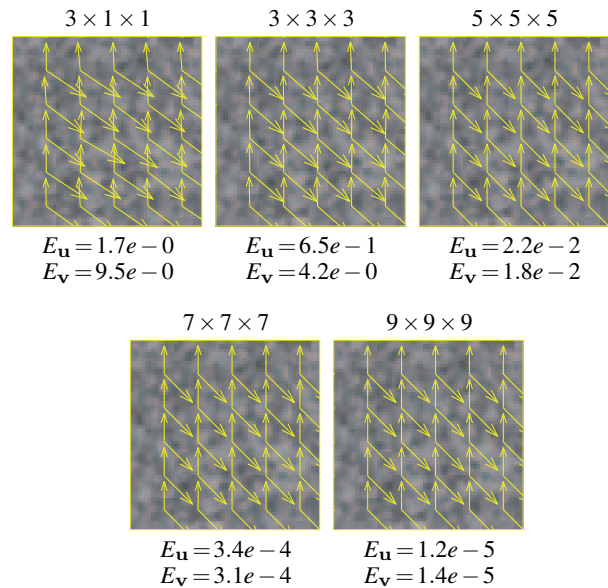 3 × 1 × 1
3 × 3 × 3
5 × 5 × 5
E_u = 1.7e − 0
E_v = 9.5e − 0
E_u = 6.5e − 1
E_v = 4.2e − 0
E_u = 2.2e − 2
E_v = 1.8e − 2
7 × 7 × 7
9 × 9 × 9
E_u = 3.4e − 4
E_v = 3.1e − 4
E_u = 1.2e − 5
E_v = 1.4e − 5